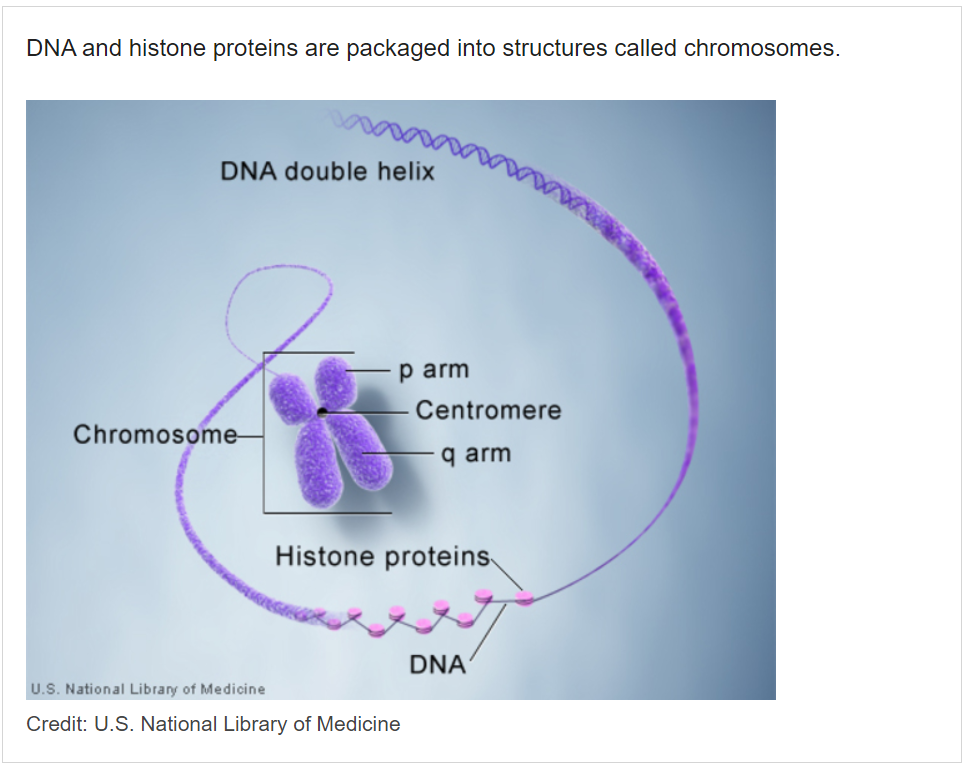 DNA and histone proteins are packaged into structures called chromosomes.
DNA double helix
p arm
Centromere
Chromosome
q arm
Histone proteins
DNA
U.S. National Library of Medicine
Credit: U.S. National Library of Medicine